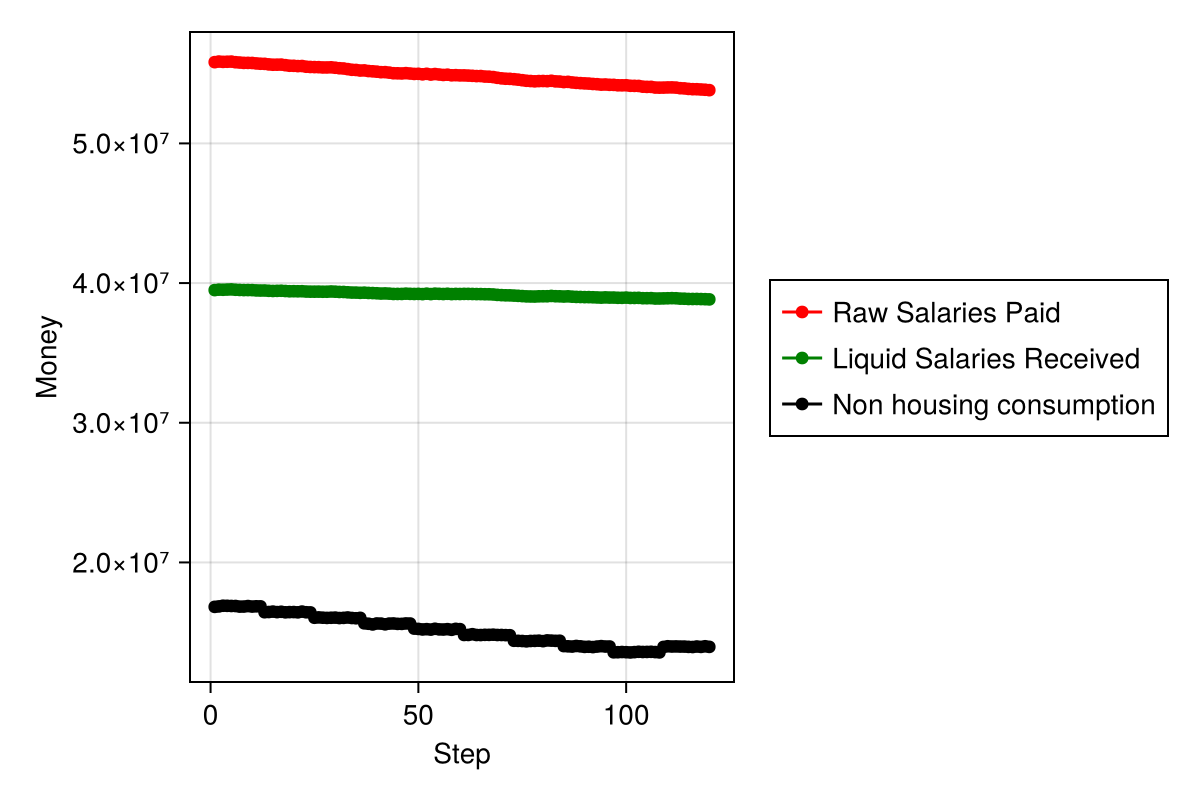 5.0×10⁷
4.0×10⁷
3.0×10⁷
2.0×10⁷
Money
0 50 100
Step
Raw Salaries Paid
Liquid Salaries Received
Non housing consumption